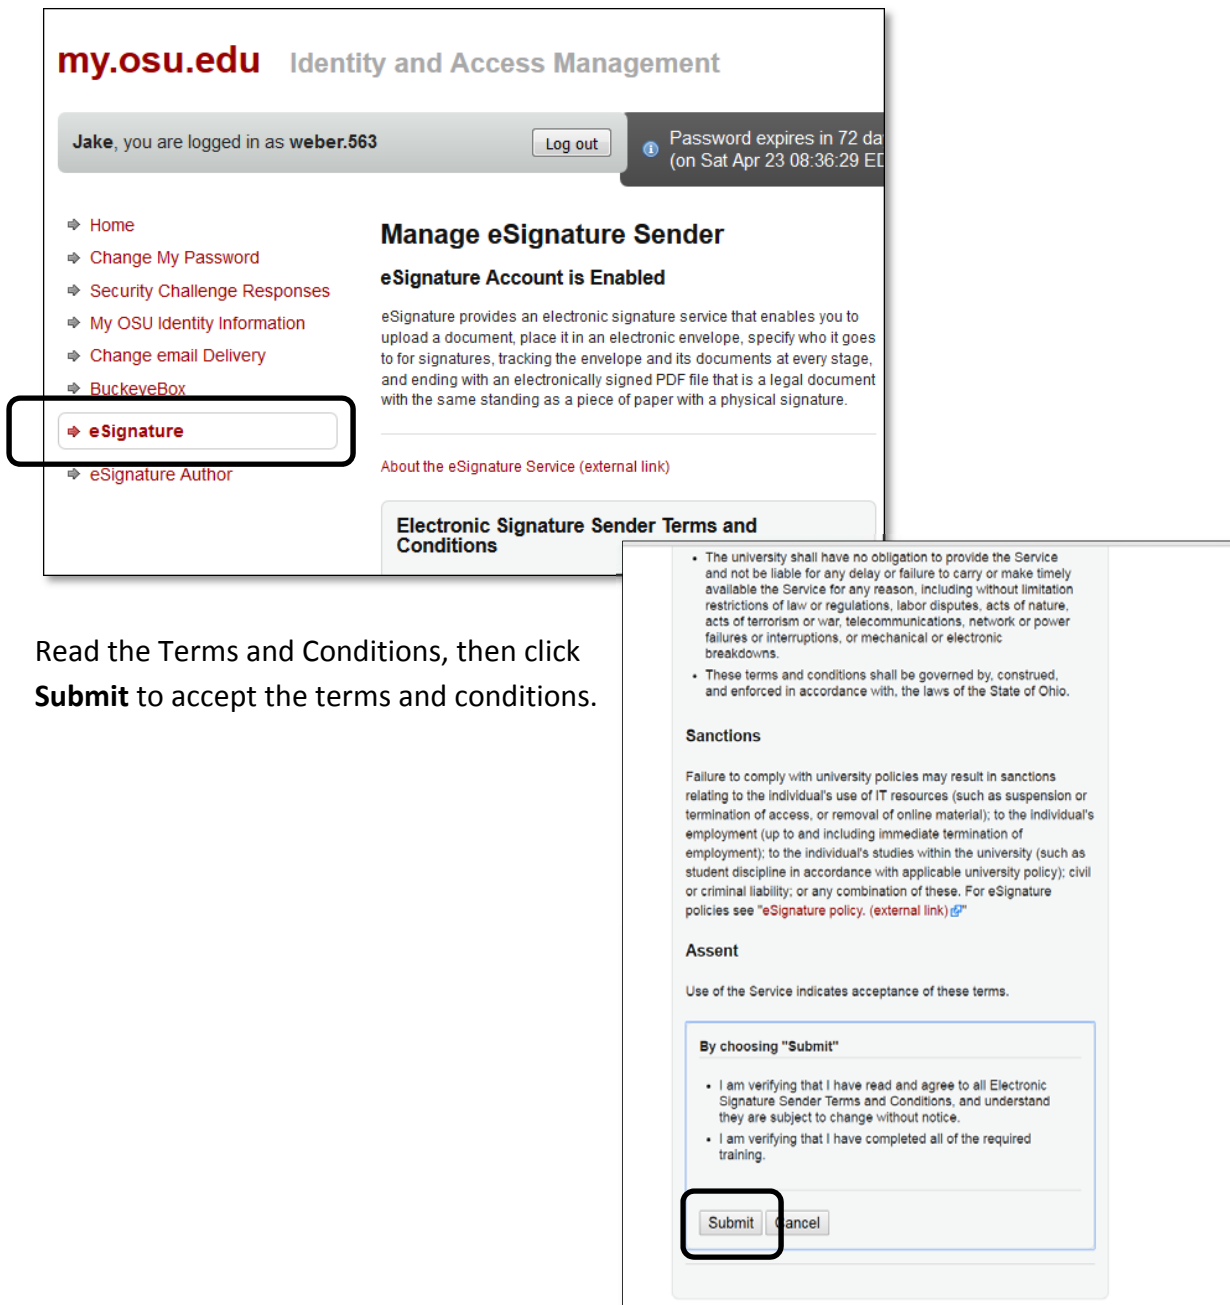 my.osu.edu Identity and Access Management
Jake, you are logged in as weber.563
Log out
Password expires in 72
(on Sat Apr 23 08:36:29
Home
Change My Password
Security Challenge Responses
My OSU Identity Information
Change email Delivery
BuckeyeBox
eSignature
eSignature Author
Manage eSignature Sender
eSignature Account is Enabled
eSignature provides an electronic signature service that enables you to
upload a document, place it in an electronic envelope, specify who it goes
to for signatures, tracking the envelope and its documents at every stage,
and ending with an electronically signed PDF file that is a legal document
with the same standing as a piece of paper with a physical signature.
About the eSignature Service (external link)
Electronic Signature Sender Terms and
Conditions
Read the Terms and Conditions, then click
Submit to accept the terms and conditions.
• The university shall have no obligation to provide the Service
and not be liable for any delay or failure to carry or make timely
available the Service for any reason, including without limitation
restrictions of law or regulations, labor disputes, acts of nature,
acts of terrorism or war, telecommunications, network or power
failures or interruptions, or mechanical or electronic
breakdowns.
• These terms and conditions shall be governed by, construed,
and enforced in accordance with, the laws of the State of Ohio.
Sanctions
Failure to comply with university policies may result in sanctions
relating to the individual's use of IT resources (such as suspension or
termination of access, or removal of online material); to the individual's
employment (up to and including immediate termination of
employment); to the individual's studies within the university (such as
student discipline in accordance with applicable university policy); civil
or criminal liability; or any combination of these. For eSignature
policies see "eSignature policy. (external link)"
Assent
Use of the Service indicates acceptance of these terms.
By choosing "Submit"
• I am verifying that I have read and agree to all Electronic
Signature Sender Terms and Conditions, and understand
they are subject to change without notice.
• I am verifying that I have completed all of the required
training.
Submit Cancel